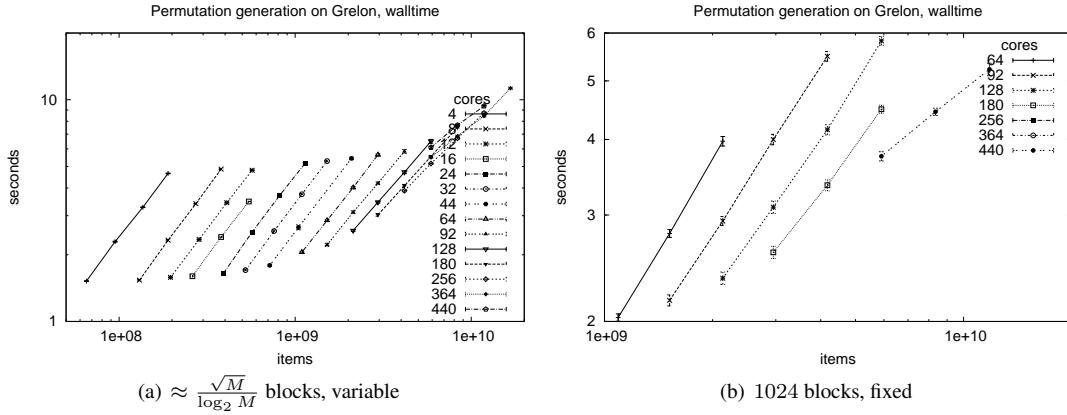 Permutation generation on Grelon, walltime
10
1
seconds
1e+08
1e+09
1e+10
items
cores
4
8
12
16
24
32
44
64
92
128
180
256
364
440
(a) ≈ √M / log₂ M blocks, variable
Permutation generation on Grelon, walltime
6
5
4
3
2
seconds
1e+09
1e+10
items
cores
64
92
128
180
256
364
440
(b) 1024 blocks, fixed